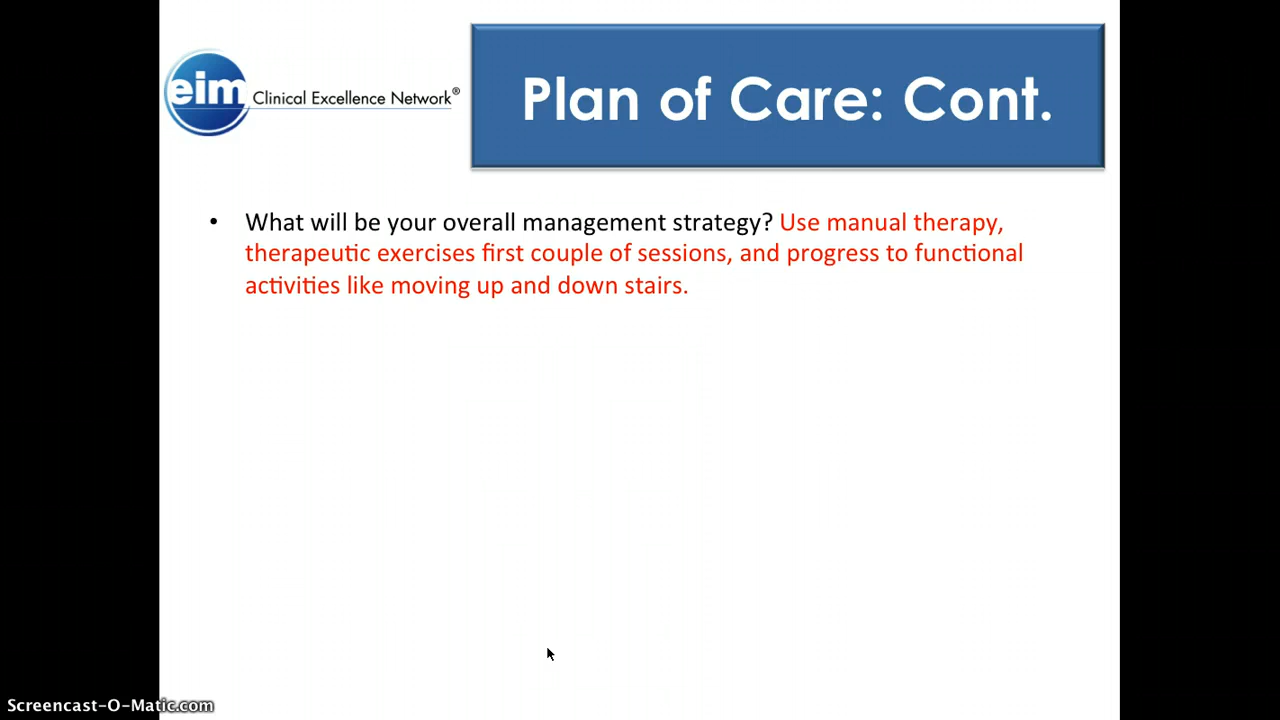 eim Clinical Excellence Network®
Plan of Care: Cont.
• What will be your overall management strategy? Use manual therapy,
therapeutic exercises first couple of sessions, and progress to functional
activities like moving up and down stairs.
Screencast-O-Matic.com